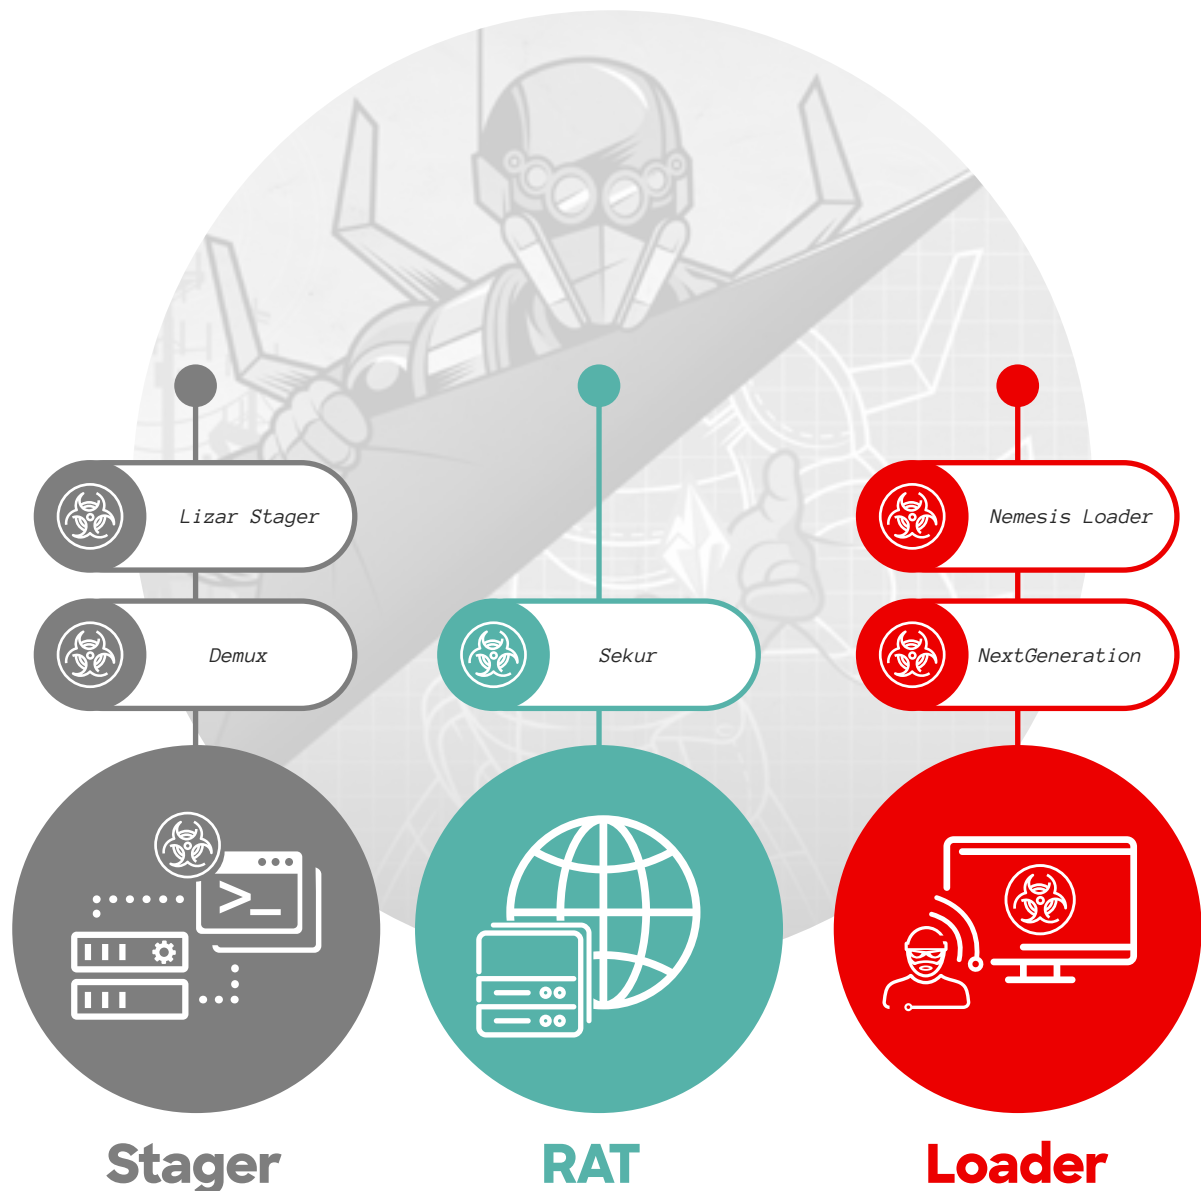 Lizar Stager
Nemesis Loader
Demux
Sekur
NextGeneration
>_
Stager
RAT
Loader